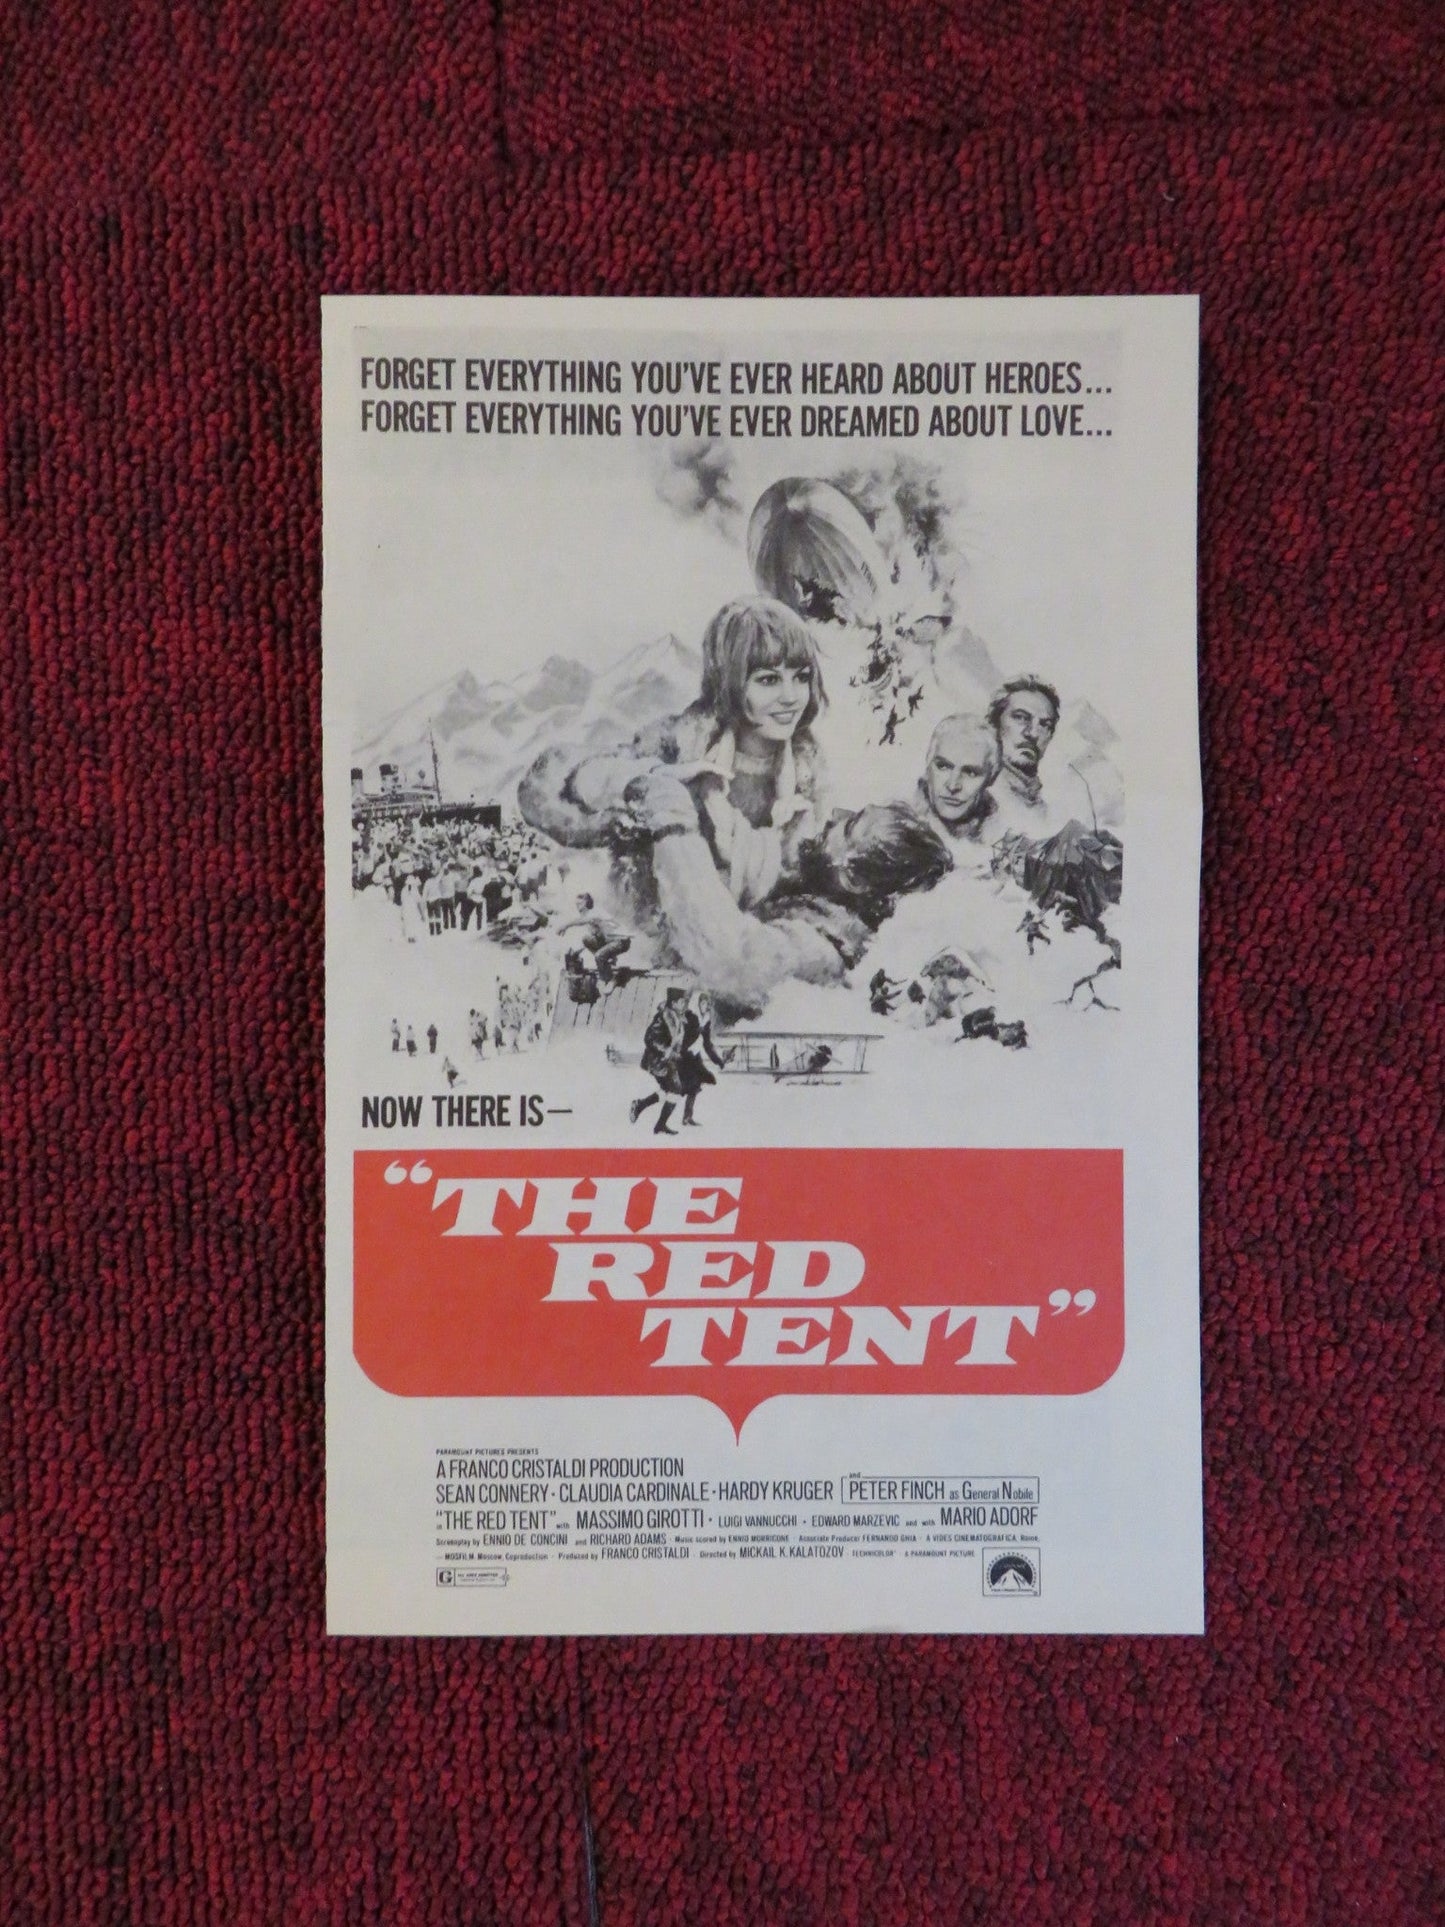 FORGET EVERYTHING YOU'VE EVER HEARD ABOUT HEROES...
FORGET EVERYTHING YOU'VE EVER DREAMED ABOUT LOVE...
NOW THERE IS—
“THE
RED
TENT”
PARAMOUNT PICTURES PRESENTS
A FRANCO CRISTALDI PRODUCTION
SEAN CONNERY · CLAUDIA CARDINALE · HARDY KRUGER and PETER FINCH as General Nobile
in “THE RED TENT” with MASSIMO GIROTTI · LUIGI VANNUCCHI · EDWARD MARZEVIC and with MARIO ADORF
Screenplay by ENNIO DE CONCINI and RICHARD ADAMS · Music scored by ENNIO MORRICONE · Associate Producer FERNANDO GHIA · A VIDES CINEMATOGRAFICA, Rome,
—MOSFILM, Moscow, Coproduction · Produced by FRANCO CRISTALDI · Directed by MICKAIL K. KALATOZOV · TECHNICOLOR® · A PARAMOUNT PICTURE
G ALL AGES ADMITTED